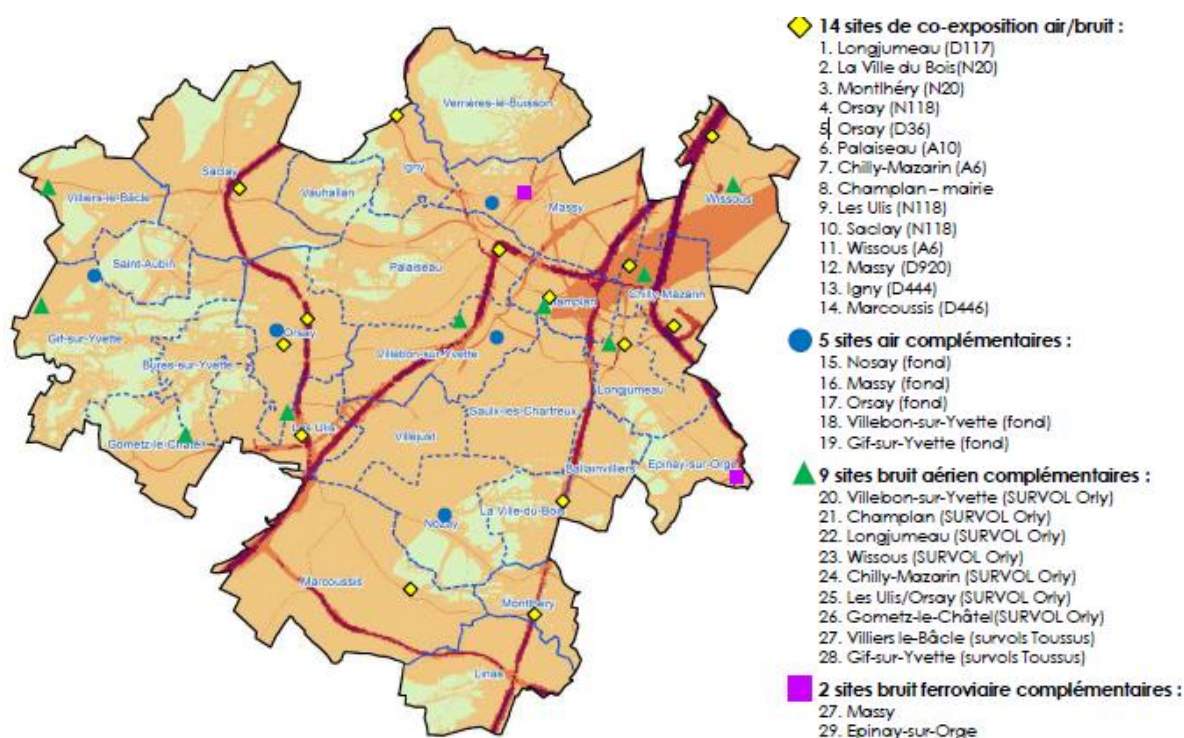 14 sites de co-exposition air/bruit :
1. Longjumeau (D117)
2. La Ville du Bois(N20)
3. Montlhéry (N20)
4. Orsay (N118)
5. Orsay (D36)
6. Palaiseau (A10)
7. Chilly-Mazarin (A6)
8. Champlan – mairie
9. Les Ulis (N118)
10. Saclay (N118)
11. Wissous (A6)
12. Massy (D920)
13. Igny (D444)
14. Marcoussis (D446)
5 sites air complémentaires :
15. Nosay (fond)
16. Massy (fond)
17. Orsay (fond)
18. Villebon-sur-Yvette (fond)
19. Gif-sur-Yvette (fond)
9 sites bruit aérien complémentaires :
20. Villebon-sur-Yvette (SURVOL Orly)
21. Champlan (SURVOL Orly)
22. Longjumeau (SURVOL Orly)
23. Wissous (SURVOL Orly)
24. Chilly-Mazarin (SURVOL Orly)
25. Les Ulis/Orsay (SURVOL Orly)
26. Gometz-le-Châtel(SURVOL Orly)
27. Villiers le-Bâcle (survols Toussus)
28. Gif-sur-Yvette (survols Toussus)
2 sites bruit ferroviaire complémentaires :
27. Massy
29. Epinay-sur-Orge
Verrières-le-Buisson
Igny
Saclay
Vauhallan
Massy
Wissous
Villiers-le-Bâcle
Saint-Aubin
Palaiseau
Champlan
Chilly-Mazarin
Gif-sur-Yvette
Orsay
Bures-sur-Yvette
Villebon-sur-Yvette
Longjumeau
Saulx-les-Chartreux
Les Ulis
Gometz-le-Châtel
Villejust
Ballainvilliers
Epinay-sur-Orge
La Ville-du-Bois
Nozay
Marcoussis
Montlhéry
Linas